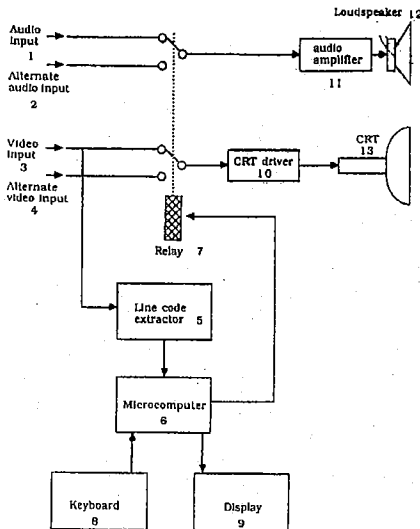 Loudspeaker 12
Audio
input
1
audio
amplifier
11
Alternate
audio input
2
CRT
13
Video
input
3
CRT driver
10
Alternate
video input
4
Relay 7
Line code
extractor 5
Microcomputer
6
Keyboard
8
Display
9